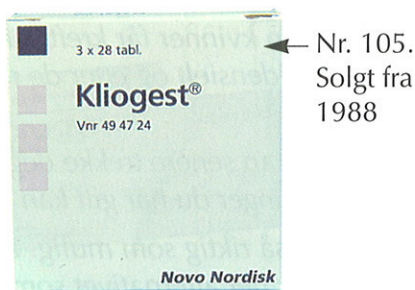 3 x 28 tabl.
Kliogest®
Vnr 49 47 24
Novo Nordisk
Nr. 105.
Solgt fra
1988